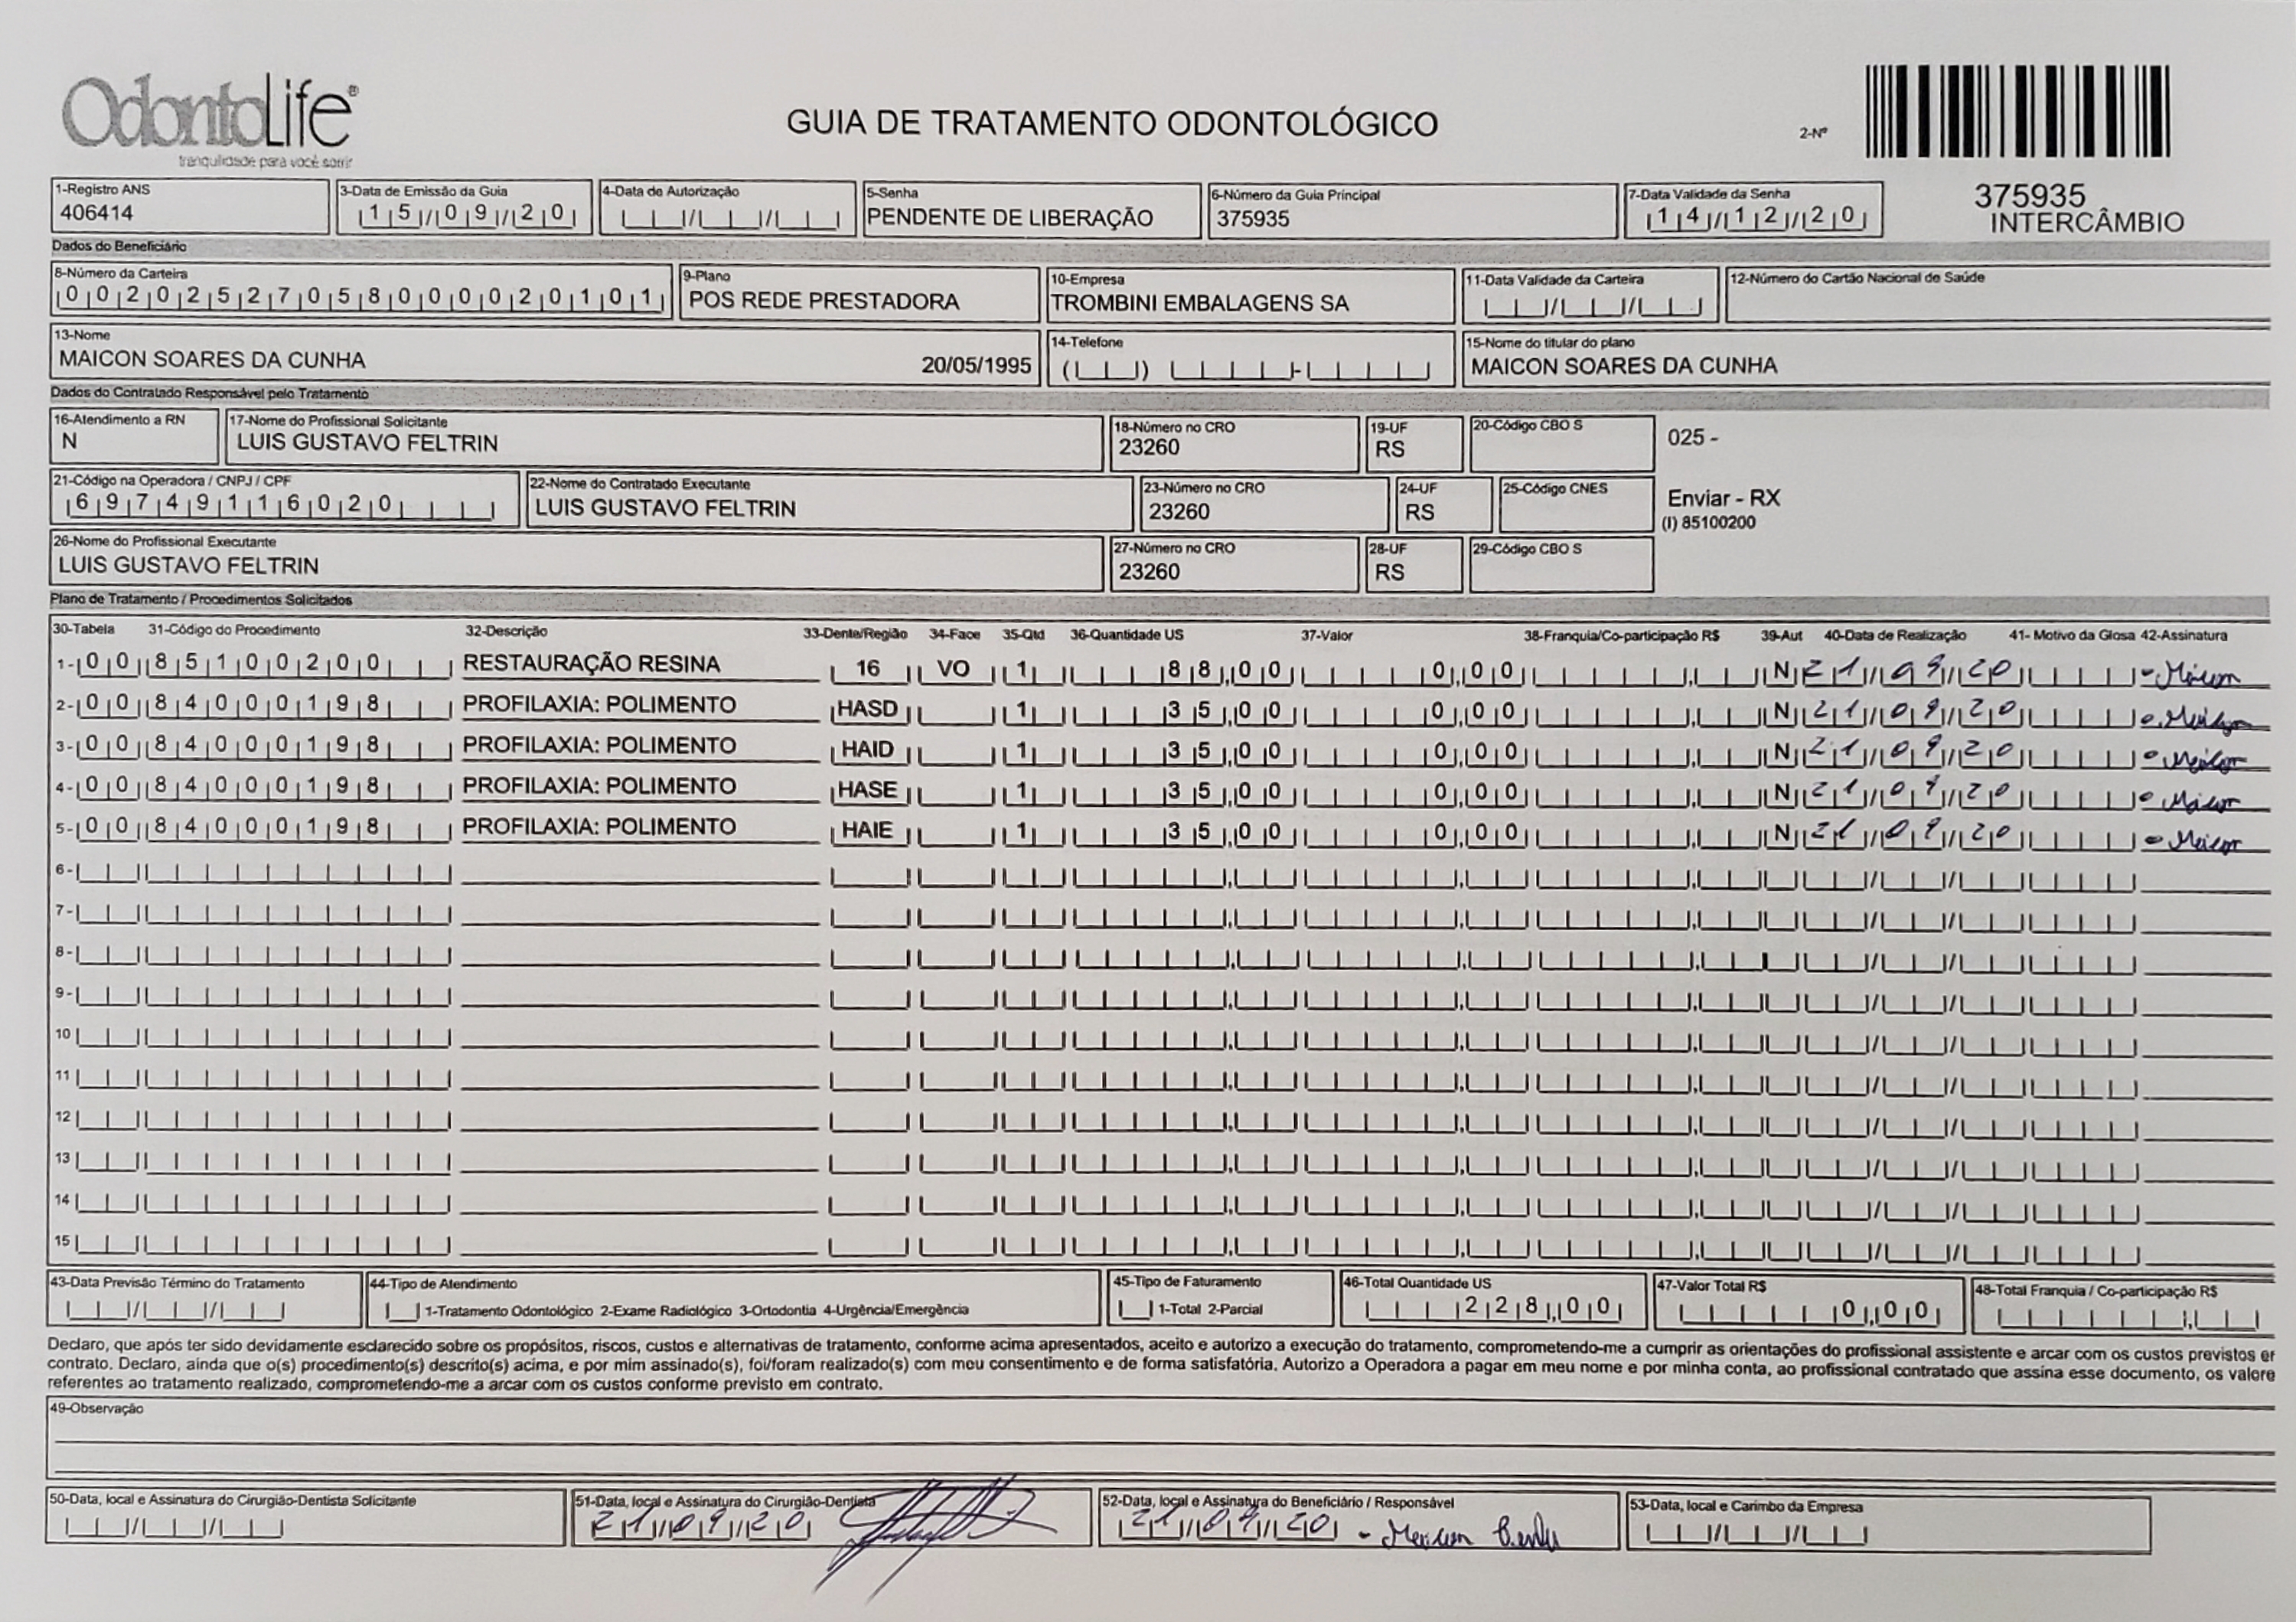 OdontoLife®
tranquilidade para você sorrir
GUIA DE TRATAMENTO ODONTOLÓGICO
2-Nº
375935
INTERCÂMBIO
1-Registro ANS
406414
3-Data de Emissão da Guia
15/09/20
4-Data de Autorização
5-Senha
PENDENTE DE LIBERAÇÃO
6-Número da Guia Principal
375935
7-Data Validade da Senha
14/12/20
Dados do Beneficiário
8-Número da Carteira
00202527058000020101
9-Plano
POS REDE PRESTADORA
10-Empresa
TROMBINI EMBALAGENS SA
11-Data Validade da Carteira
12-Número do Cartão Nacional de Saúde
13-Nome
MAICON SOARES DA CUNHA 20/05/1995
14-Telefone
15-Nome do titular do plano
MAICON SOARES DA CUNHA
Dados do Contratado Responsável pelo Tratamento
16-Atendimento a RN
N
17-Nome do Profissional Solicitante
LUIS GUSTAVO FELTRIN
18-Número no CRO
23260
19-UF
RS
20-Código CBO S
025 -
21-Código na Operadora / CNPJ / CPF
69749116020
22-Nome do Contratado Executante
LUIS GUSTAVO FELTRIN
23-Número no CRO
23260
24-UF
RS
25-Código CNES
Enviar - RX
(I) 85100200
26-Nome do Profissional Executante
LUIS GUSTAVO FELTRIN
27-Número no CRO
23260
28-UF
RS
29-Código CBO S
Plano de Tratamento / Procedimentos Solicitados
30-Tabela 31-Código do Procedimento 32-Descrição 33-Dente/Região 34-Face 35-Qtd 36-Quantidade US 37-Valor 38-Franquia/Co-participação R$ 39-Aut 40-Data de Realização 41- Motivo da Glosa 42-Assinatura
1- 00 85100200 RESTAURAÇÃO RESINA 16 VO 1 88,00 0,00 N 21/09/20 - Maicon
2- 00 84000198 PROFILAXIA: POLIMENTO HASD 1 35,00 0,00 N 21/09/20 Maicon
3- 00 84000198 PROFILAXIA: POLIMENTO HAID 1 35,00 0,00 N 21/09/20 Maicon
4- 00 84000198 PROFILAXIA: POLIMENTO HASE 1 35,00 0,00 N 21/09/20 Maicon
5- 00 84000198 PROFILAXIA: POLIMENTO HAIE 1 35,00 0,00 N 21/09/20 Maicon
6-
7-
8-
9-
10
11
12
13
14
15
43-Data Previsão Término do Tratamento
44-Tipo de Atendimento
1-Tratamento Odontológico 2-Exame Radiológico 3-Ortodontia 4-Urgência/Emergência
45-Tipo de Faturamento
1-Total 2-Parcial
46-Total Quantidade US
228,00
47-Valor Total R$
0,00
48-Total Franquia / Co-participação R$
Declaro, que após ter sido devidamente esclarecido sobre os propósitos, riscos, custos e alternativas de tratamento, conforme acima apresentados, aceito e autorizo a execução do tratamento, comprometendo-me a cumprir as orientações do profissional assistente e arcar com os custos previstos er
contrato. Declaro, ainda que o(s) procedimento(s) descrito(s) acima, e por mim assinado(s), foi/foram realizado(s) com meu consentimento e de forma satisfatória. Autorizo a Operadora a pagar em meu nome e por minha conta, ao profissional contratado que assina esse documento, os valore
referentes ao tratamento realizado, comprometendo-me a arcar com os custos conforme previsto em contrato.
49-Observação
50-Data, local e Assinatura do Cirurgião-Dentista Solicitante
51-Data, local e Assinatura do Cirurgião-Dentista
21/09/20
52-Data, local e Assinatura do Beneficiário / Responsável
21/09/20 - Maicon
53-Data, local e Carimbo da Empresa